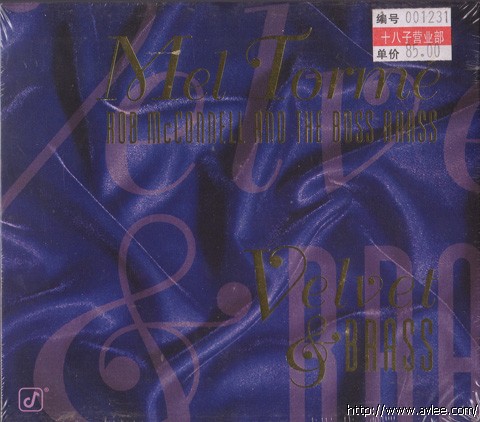 编号 001231
十八子营业部
单价 85.00
Mel Tormé
ROB McCONNELL AND THE BOSS BRASS
Velvet
& BRASS
http://www.avlee.com